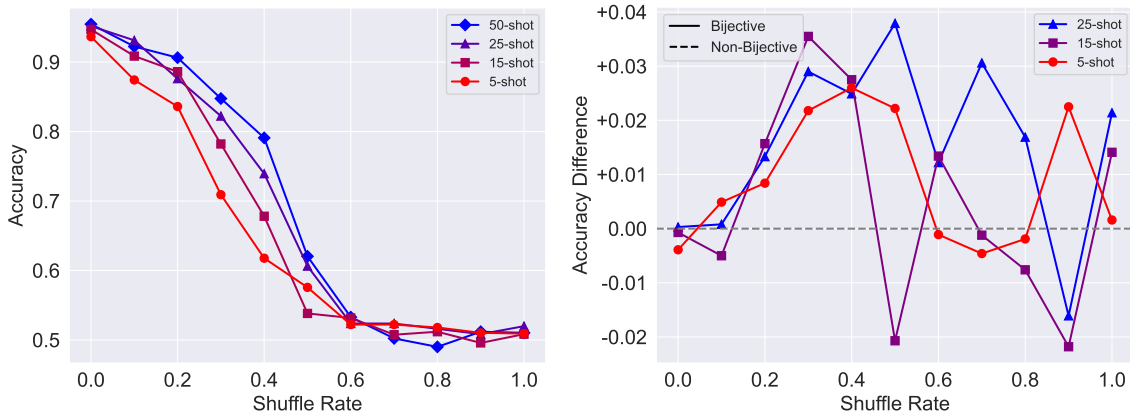 Accuracy
0.9
0.8
0.7
0.6
0.5
50-shot
25-shot
15-shot
5-shot
0.0 0.2 0.4 0.6 0.8 1.0
Shuffle Rate
Accuracy Difference
+0.04
+0.03
+0.02
+0.01
0.00
-0.01
-0.02
Bijective
Non-Bijective
25-shot
15-shot
5-shot
0.0 0.2 0.4 0.6 0.8 1.0
Shuffle Rate